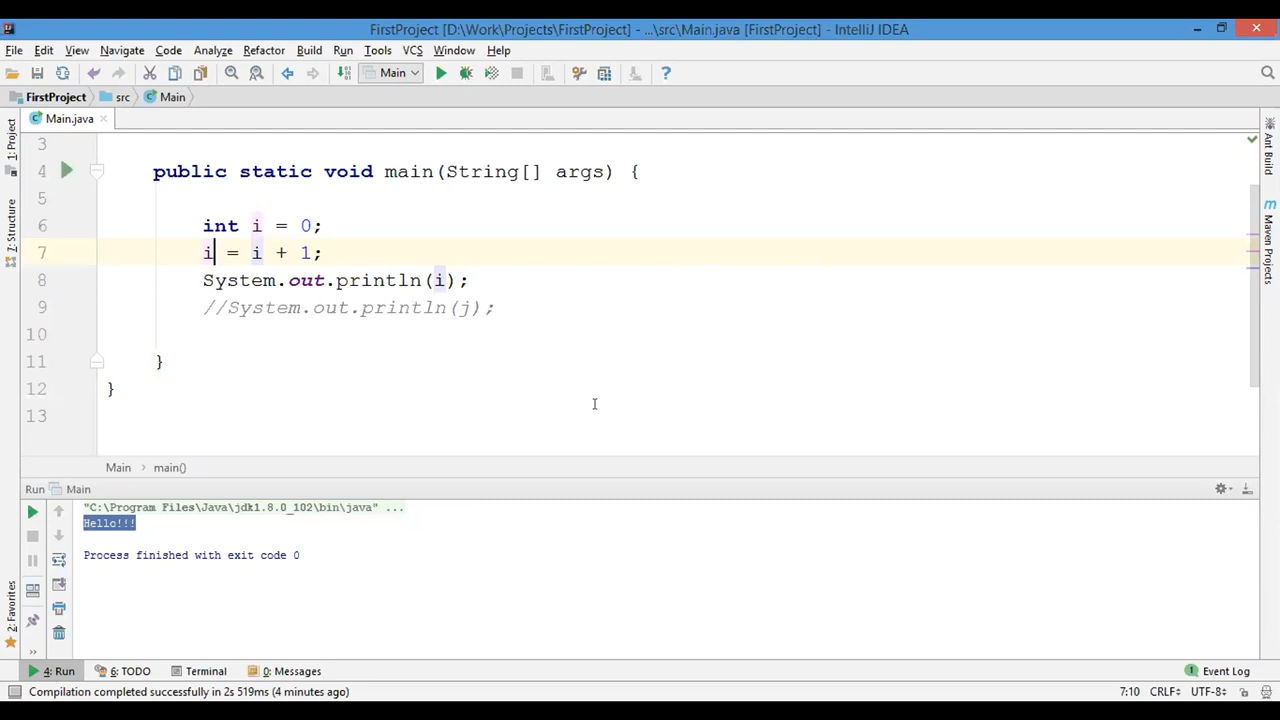 FirstProject [D:\Work\Projects\FirstProject] - ...\src\Main.java [FirstProject] - IntelliJ IDEA
File Edit View Navigate Code Analyze Refactor Build Run Tools VCS Window Help
Main
FirstProject src Main
Main.java
1: Project
Z: Structure
2: Favorites
3
4 public static void main(String[] args) {
5
6 int i = 0;
7 i = i + 1;
8 System.out.println(i);
9 //System.out.println(j);
10
11 }
12 }
13
Ant Build
Maven Projects
Main main()
Run Main
"C:\Program Files\Java\jdk1.8.0_102\bin\java" ...
Hello!!!
Process finished with exit code 0
4: Run 6: TODO Terminal 0: Messages Event Log
Compilation completed successfully in 2s 519ms (4 minutes ago) 7:10 CRLF UTF-8